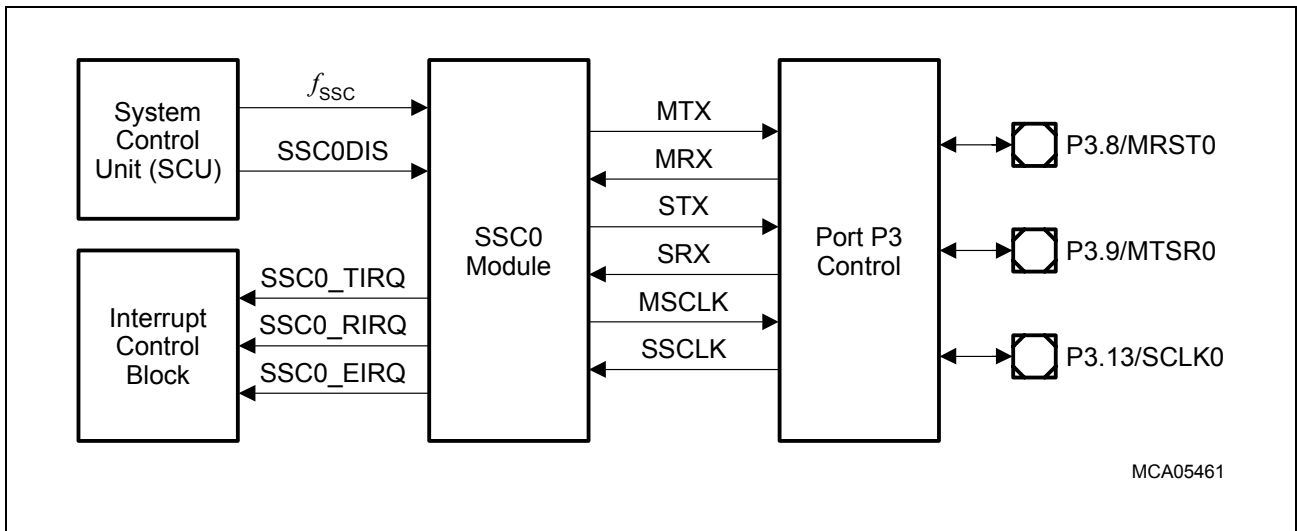 System
Control
Unit (SCU)
fSSC
SSC0DIS
Interrupt
Control
Block
SSC0_TIRQ
SSC0_RIRQ
SSC0_EIRQ
SSC0
Module
MTX
MRX
STX
SRX
MSCLK
SSCLK
Port P3
Control
P3.8/MRST0
P3.9/MTSR0
P3.13/SCLK0
MCA05461